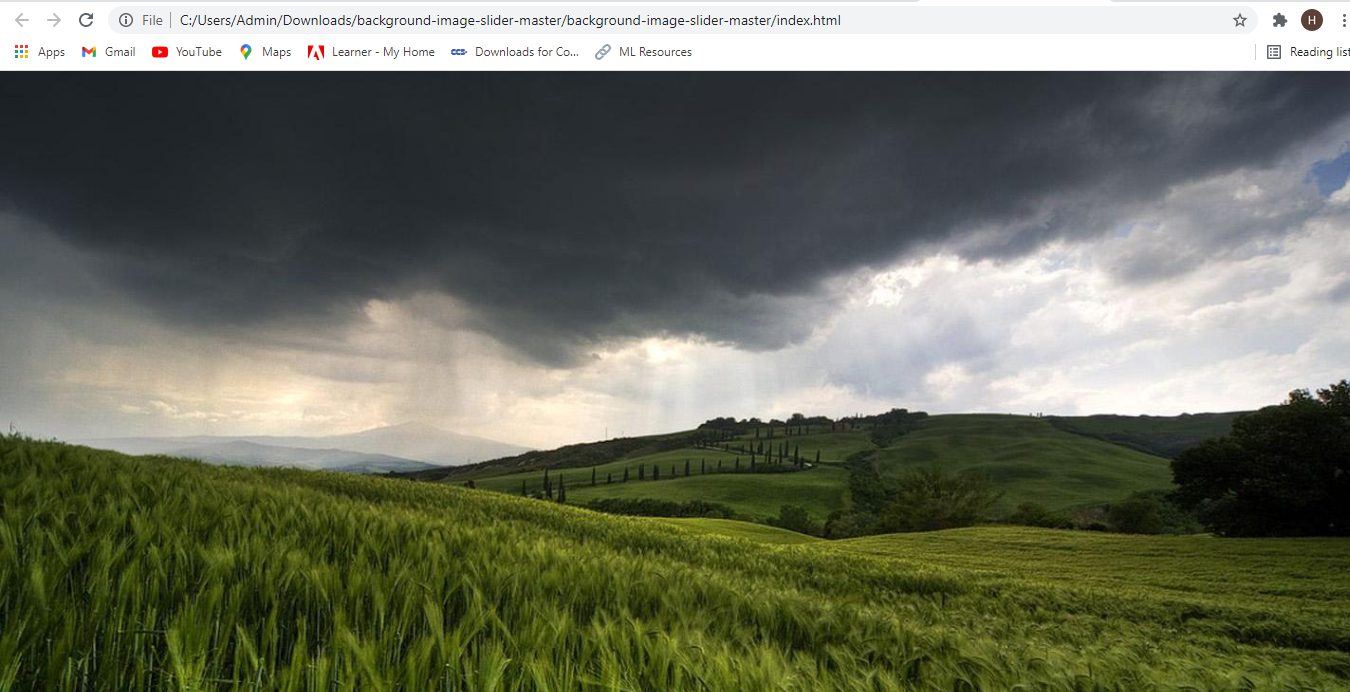 File C:/Users/Admin/Downloads/background-image-slider-master/background-image-slider-master/index.html H
Apps Gmail YouTube Maps Learner - My Home CCS Downloads for Co... ML Resources Reading list